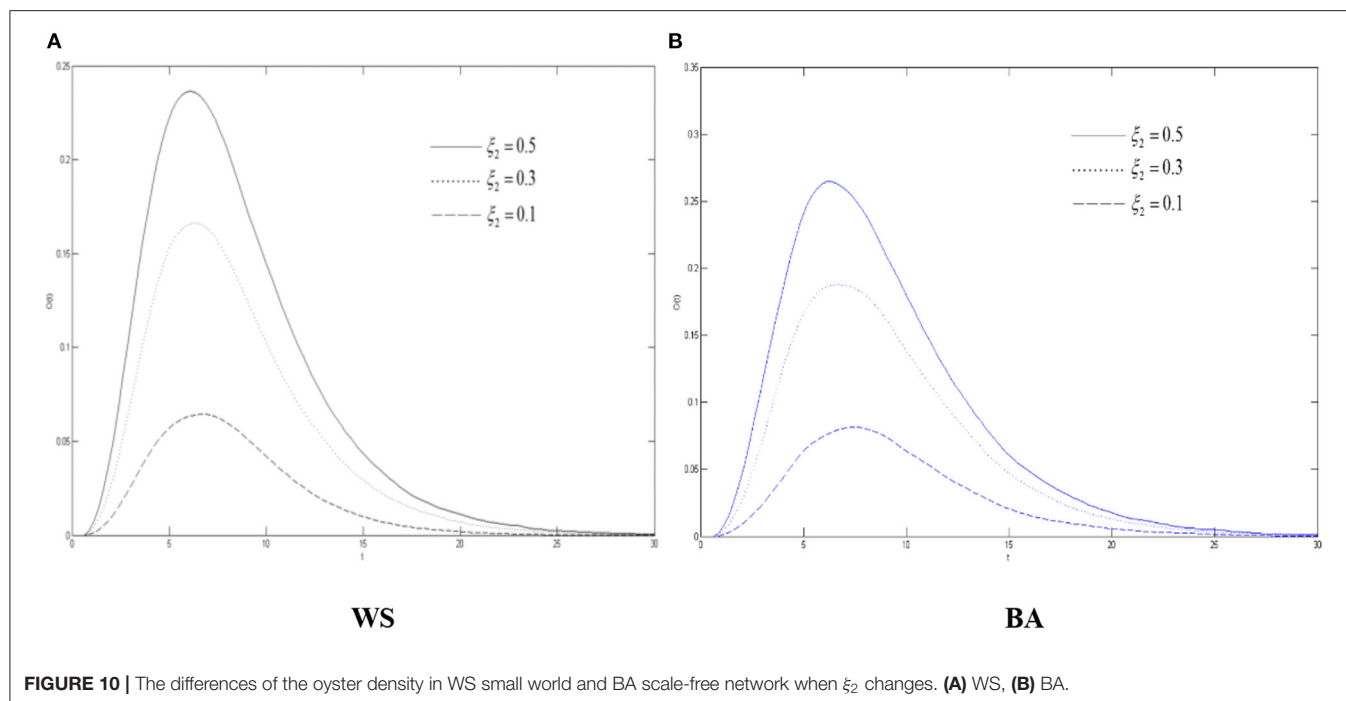 A
0.25
0.2
0.15
0.1
0.05
0
0
5
10
15
20
25
30
O(t)
t
ξ₂ = 0.5
ξ₂ = 0.3
ξ₂ = 0.1
WS
B
0.35
0.3
0.25
0.2
0.15
0.1
0.05
0
0
5
10
15
20
25
30
O(t)
t
ξ₂ = 0.5
ξ₂ = 0.3
ξ₂ = 0.1
BA
FIGURE 10 | The differences of the oyster density in WS small world and BA scale-free network when ξ₂ changes. (A) WS, (B) BA.